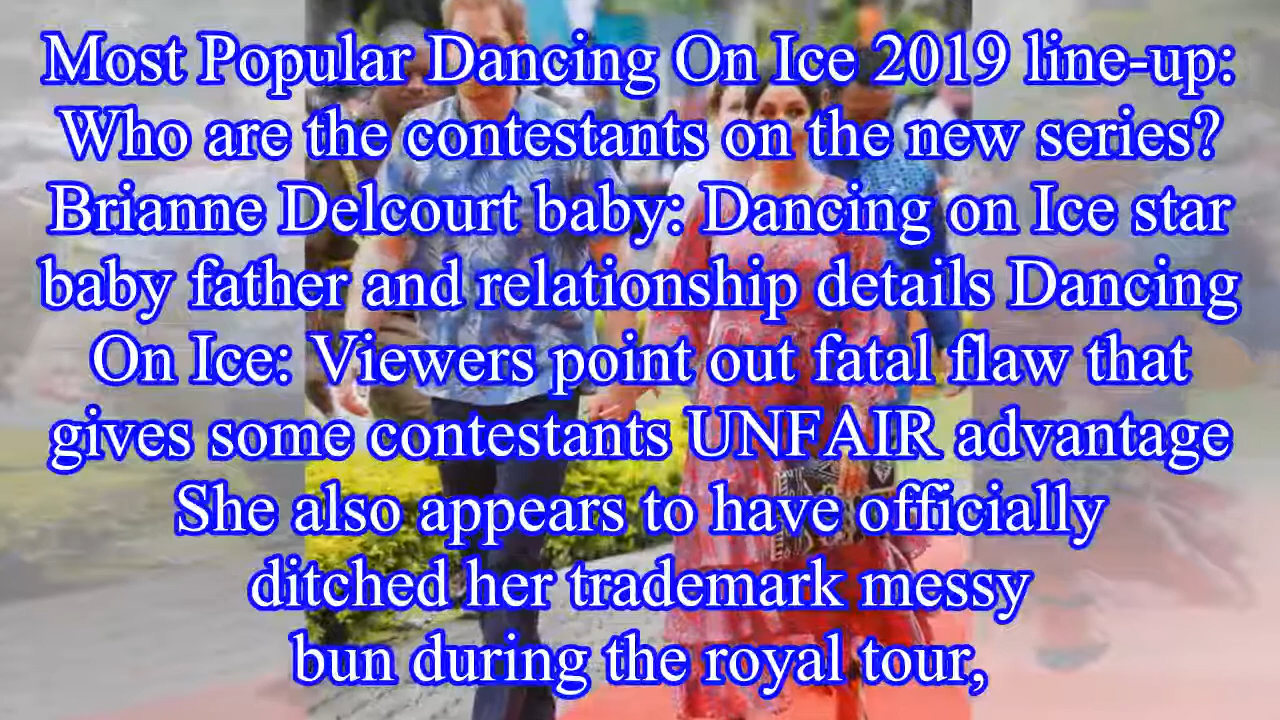 Most Popular Dancing On Ice 2019 line-up:
Who are the contestants on the new series?
Brianne Delcourt baby: Dancing on Ice star
baby father and relationship details Dancing
On Ice: Viewers point out fatal flaw that
gives some contestants UNFAIR advantage
She also appears to have officially
ditched her trademark messy
bun during the royal tour,